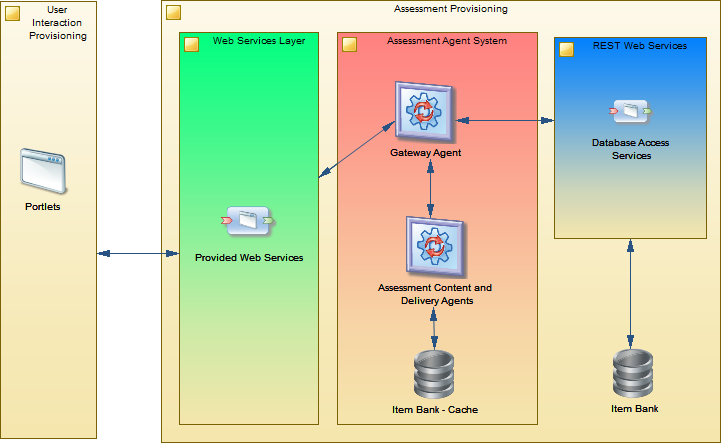 User
Interaction
Provisioning
Portlets
Assessment Provisioning
Web Services Layer
Provided Web Services
Assessment Agent System
Gateway Agent
Assessment Content and
Delivery Agents
Item Bank - Cache
REST Web Services
Database Access
Services
Item Bank